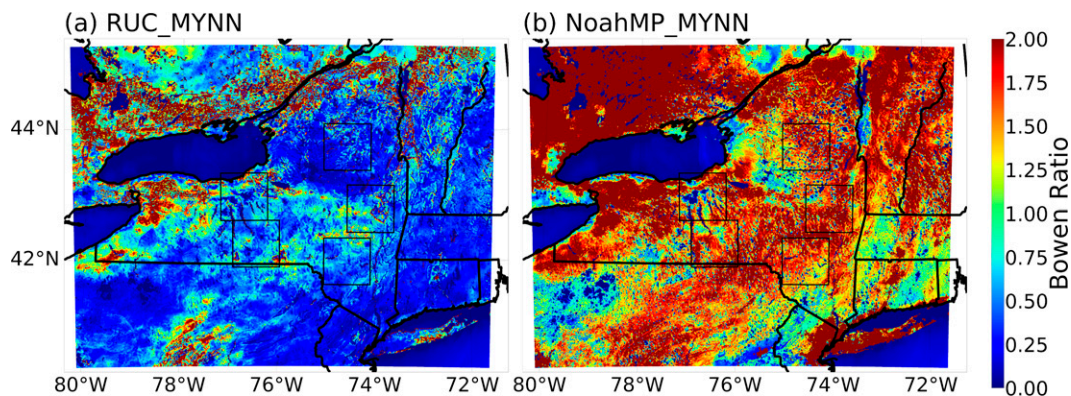 (a) RUC_MYNN
(b) NoahMP_MYNN
44°N
42°N
80°W 78°W 76°W 74°W 72°W
80°W 78°W 76°W 74°W 72°W
2.00
1.75
1.50
1.25
1.00
0.75
0.50
0.25
0.00
Bowen Ratio